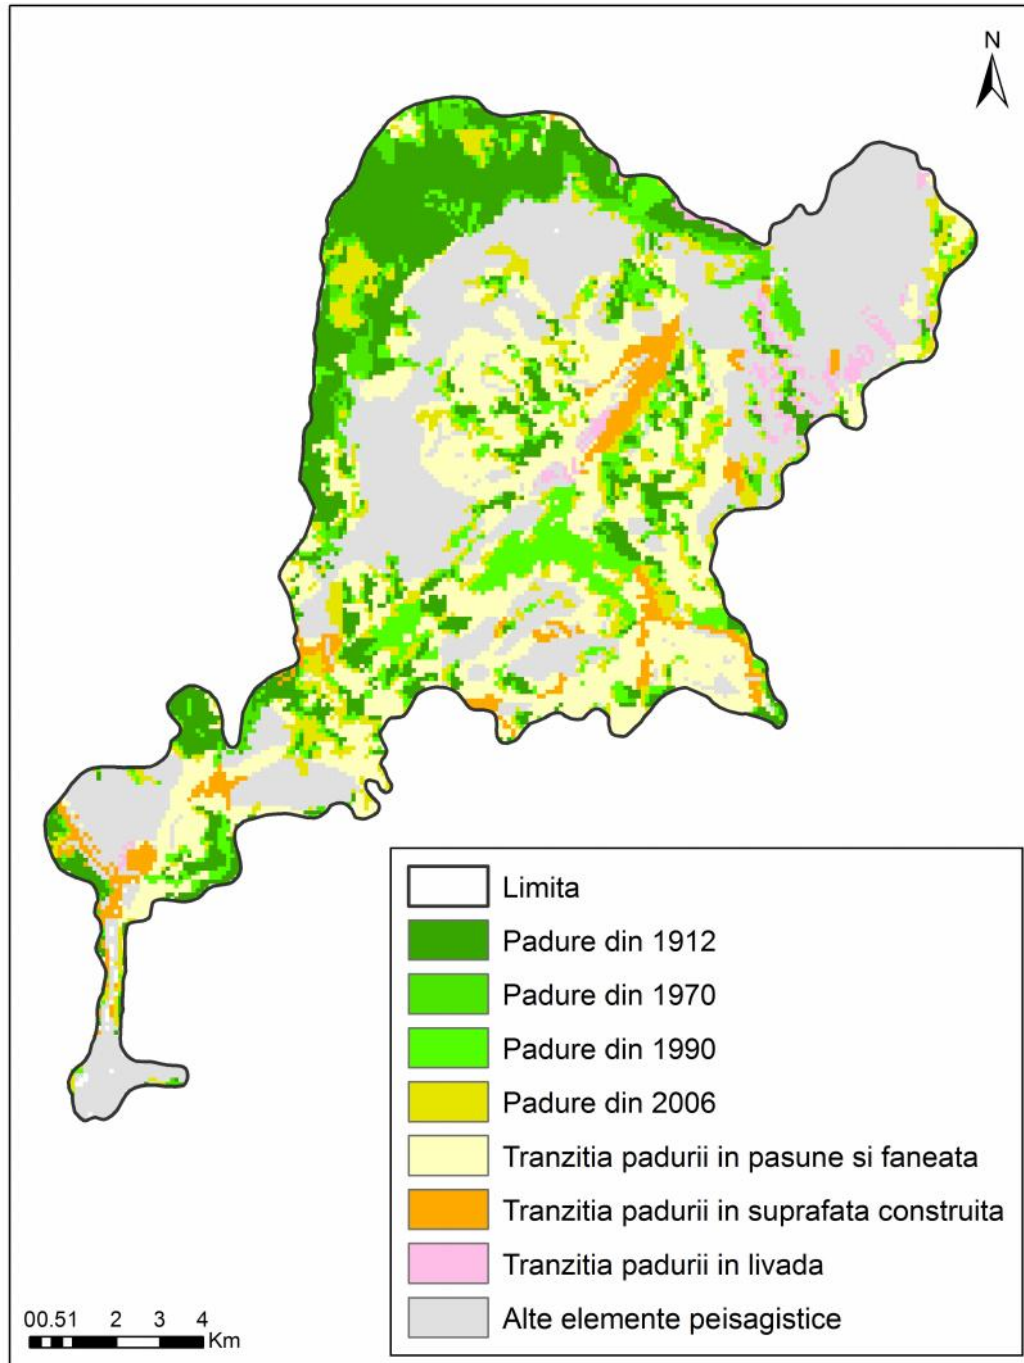 N
Limita
Padure din 1912
Padure din 1970
Padure din 1990
Padure din 2006
Tranzitia padurii in pasune si faneata
Tranzitia padurii in suprafata construita
Tranzitia padurii in livada
Alte elemente peisagistice
00.51 2 3 4
Km